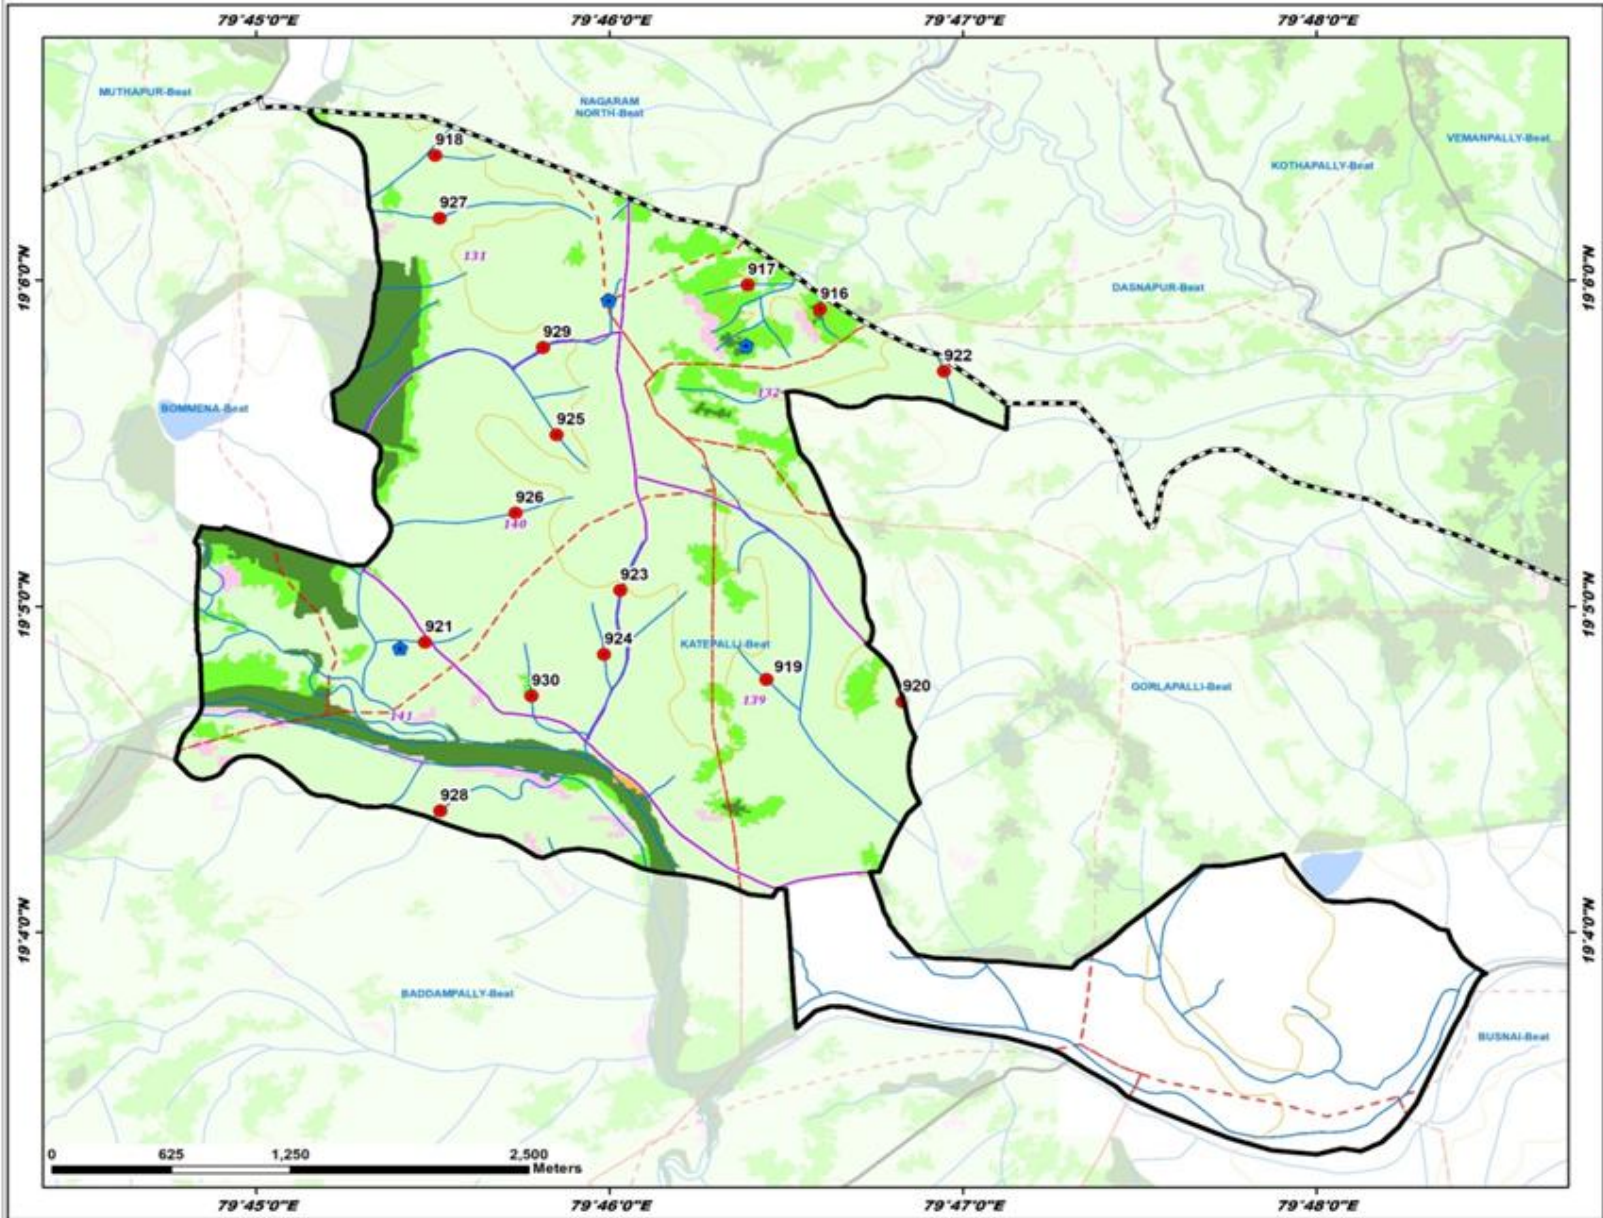 79°45'0"E
79°46'0"E
79°47'0"E
79°48'0"E
MUTHAPUR-Beat
NAGARAM
NORTH-Beat
VEMANPALLY-Beat
KOTHAPALLY-Beat
918
927
131
19°6'0"N
917
916
DASNAPUR-Beat
19°6'0"N
929
922
132
BOMMENA-Beat
925
926
140
923
19°5'0"N
19°5'0"N
921
924
KATEPALLI-Beat
930
919
920
GORLAPALLI-Beat
139
141
928
19°4'0"N
19°4'0"N
BADDAMPALLY-Beat
BUSNAI-Beat
0
625
1,250
2,500
Meters
79°45'0"E
79°46'0"E
79°47'0"E
79°48'0"E